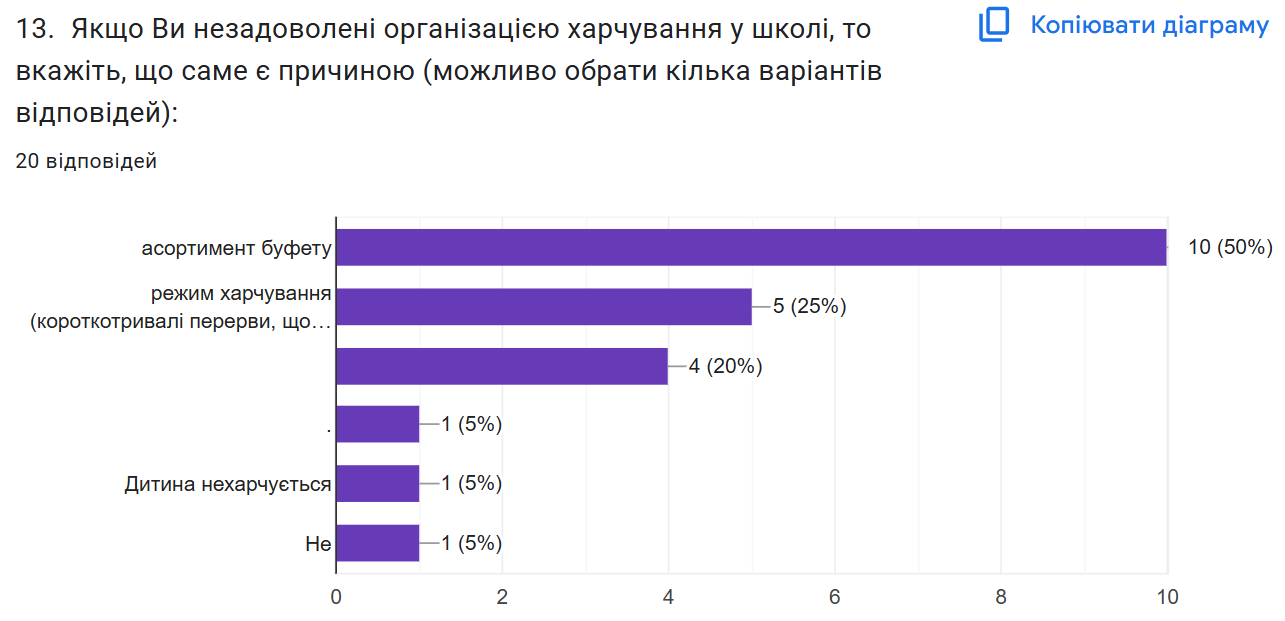 13. Якщо Ви незадоволені організацією харчування у школі, то
вкажіть, що саме є причиною (можливо обрати кілька варіантів
відповідей):
Копіювати діаграму
20 відповідей
асортимент буфету
10 (50%)
режим харчування
(короткотривалі перерви, що…
5 (25%)
4 (20%)
.
1 (5%)
Дитина нехарчується
1 (5%)
Не
1 (5%)
0 2 4 6 8 10